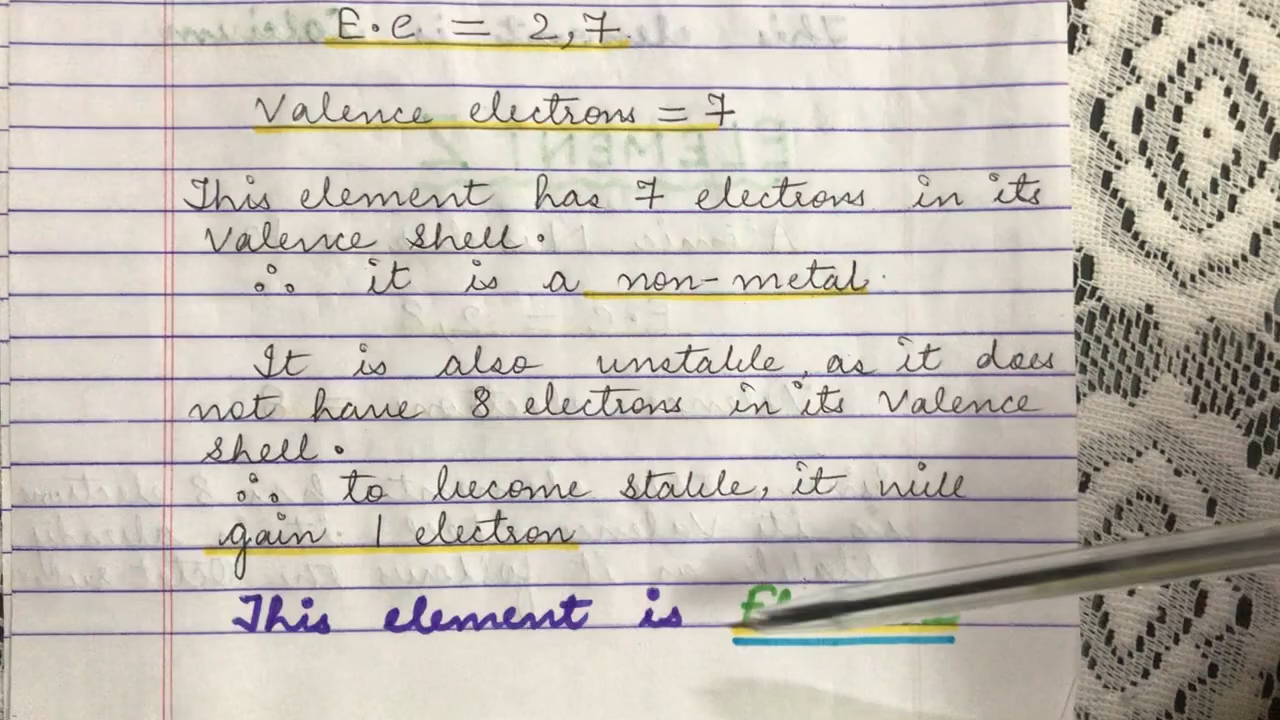 E.C = 2,7.
Valence electrons = 7
This element has 7 electrons in its
valence shell.
∴ it is a non-metal.
It is also unstable, as it does
not have 8 electrons in its valence
shell.
∴ to become stable, it will
gain 1 electron
This element is